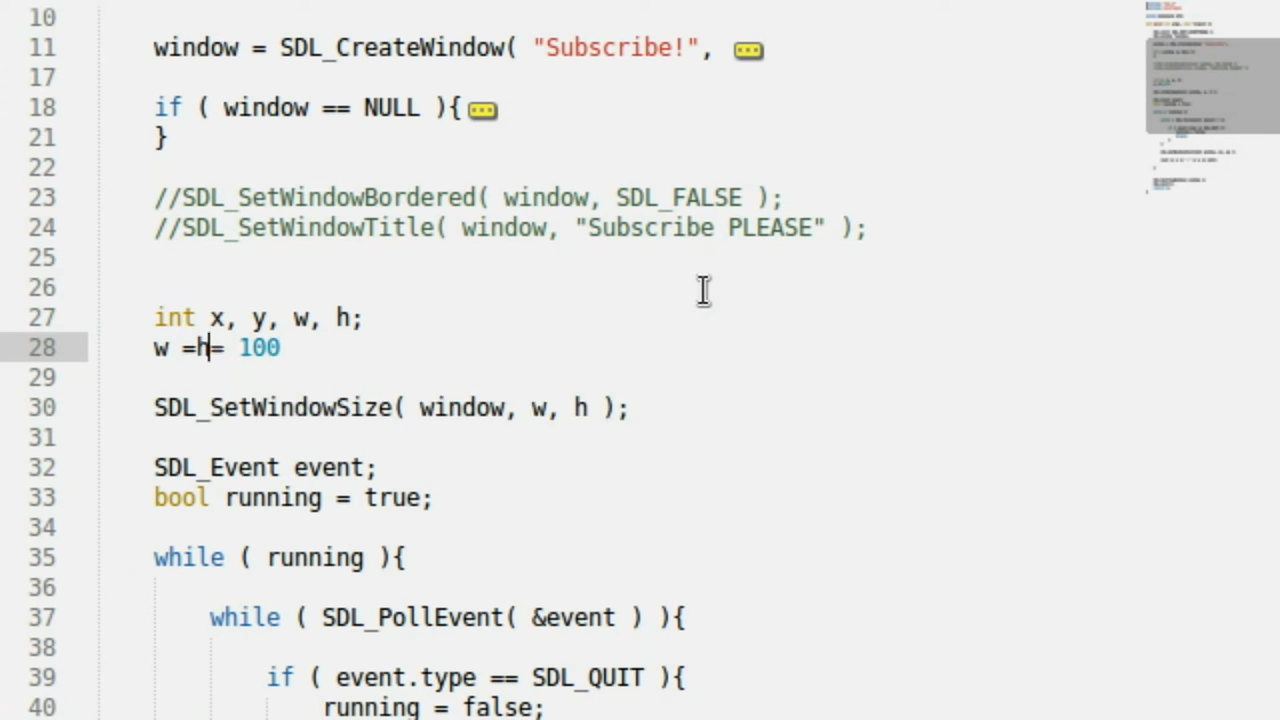 10
11 window = SDL_CreateWindow( "Subscribe!",
17
18 if ( window == NULL ){
21 }
22
23 //SDL_SetWindowBordered( window, SDL_FALSE );
24 //SDL_SetWindowTitle( window, "Subscribe PLEASE" );
25
26
27 int x, y, w, h;
28 w =h= 100
29
30 SDL_SetWindowSize( window, w, h );
31
32 SDL_Event event;
33 bool running = true;
34
35 while ( running ){
36
37 while ( SDL_PollEvent( &event ) ){
38
39 if ( event.type == SDL_QUIT ){
40 running = false;